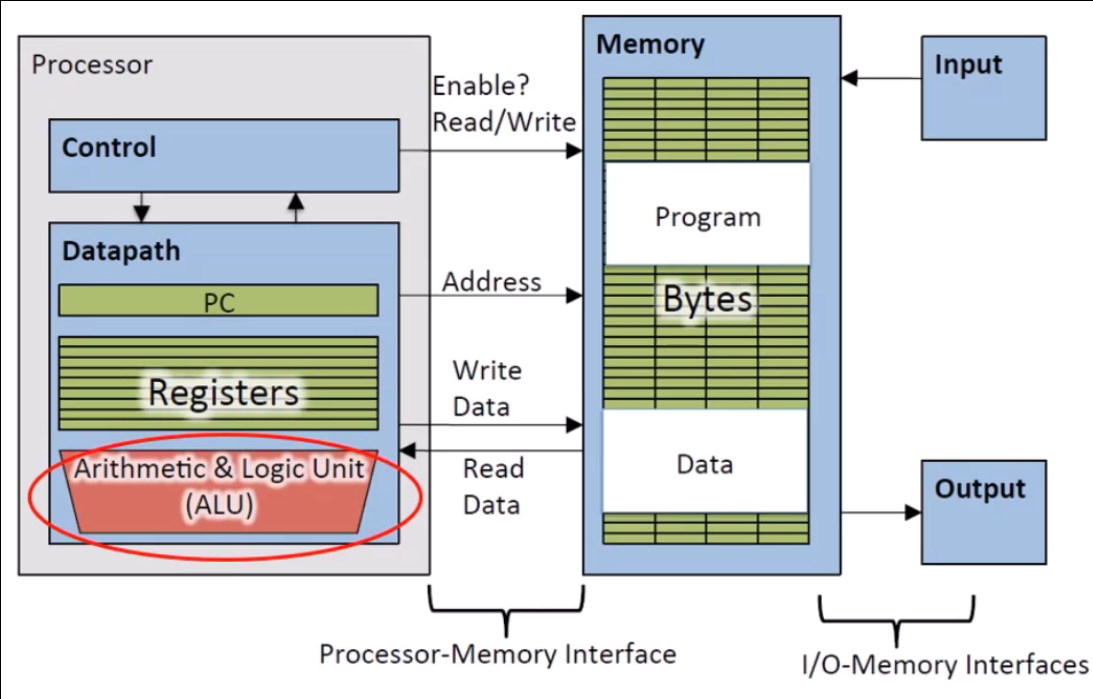 Processor
Control
Datapath
PC
Registers
Arithmetic & Logic Unit
(ALU)
Enable?
Read/Write
Address
Write
Data
Read
Data
Memory
Program
Bytes
Data
Input
Output
Processor-Memory Interface
I/O-Memory Interfaces